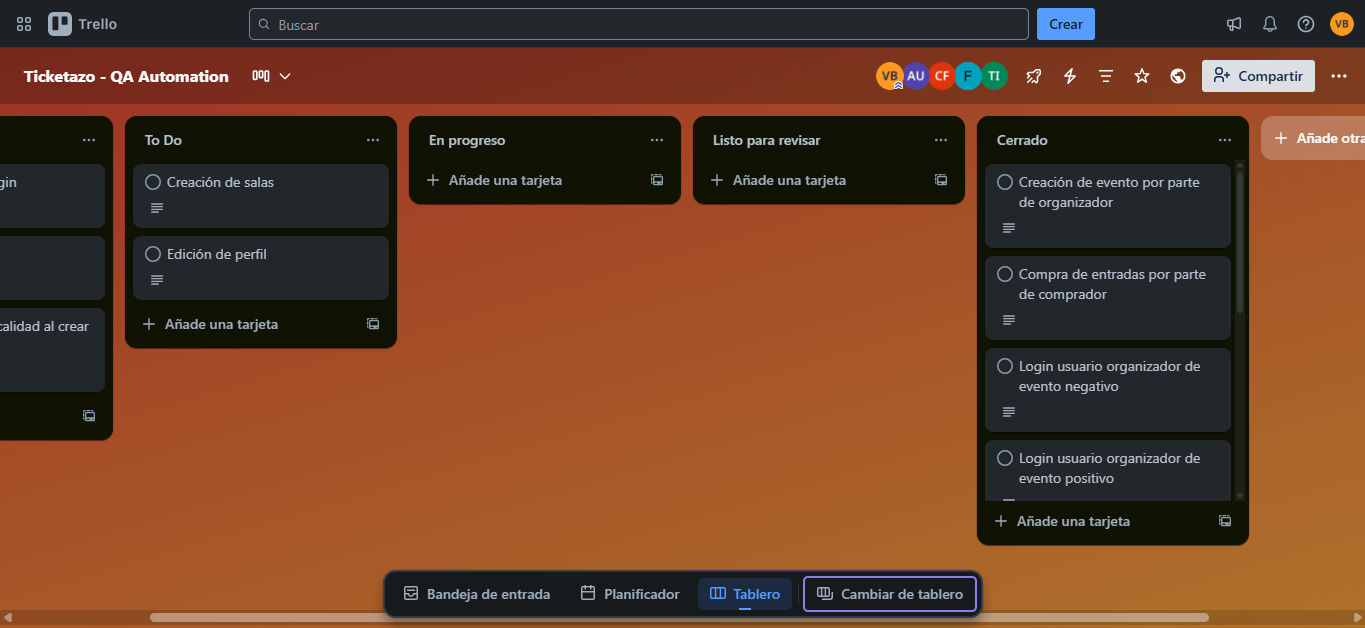 Trello
Buscar
Crear
VB
Ticketazo - QA Automation
VB AU CF F TI
Compartir
gin
calidad al crear
To Do
Creación de salas
Edición de perfil
Añade una tarjeta
En progreso
Añade una tarjeta
Listo para revisar
Añade una tarjeta
Cerrado
Creación de evento por parte
de organizador
Compra de entradas por parte
de comprador
Login usuario organizador de
evento negativo
Login usuario organizador de
evento positivo
Añade una tarjeta
Añade otra
Bandeja de entrada
Planificador
Tablero
Cambiar de tablero